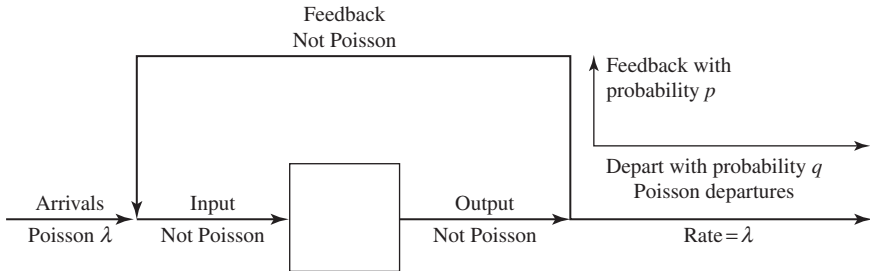 Feedback
Not Poisson
Feedback with
probability p
Depart with probability q
Poisson departures
Arrivals
Poisson λ
Input
Not Poisson
Output
Not Poisson
Rate = λ